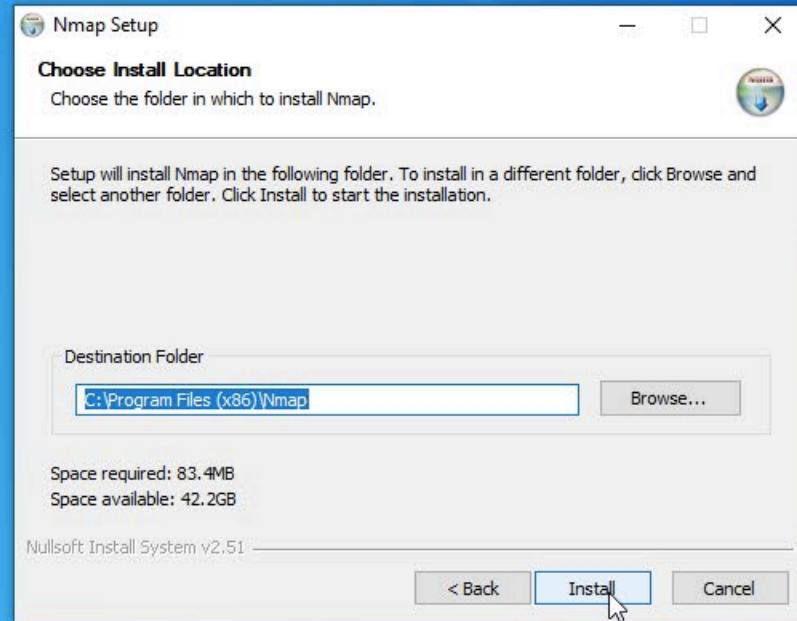 Nmap Setup
Choose Install Location
Choose the folder in which to install Nmap.
Setup will install Nmap in the following folder. To install in a different folder, click Browse and
select another folder. Click Install to start the installation.
Destination Folder
C:\Program Files (x86)\Nmap
Browse...
Space required: 83.4MB
Space available: 42.2GB
Nullsoft Install System v2.51
< Back
Install
Cancel